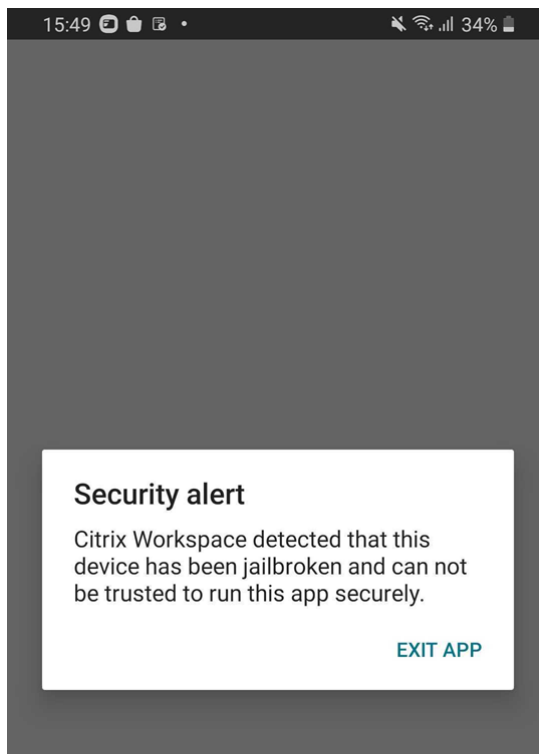 15:49 34%
Security alert
Citrix Workspace detected that this
device has been jailbroken and can not
be trusted to run this app securely.
EXIT APP